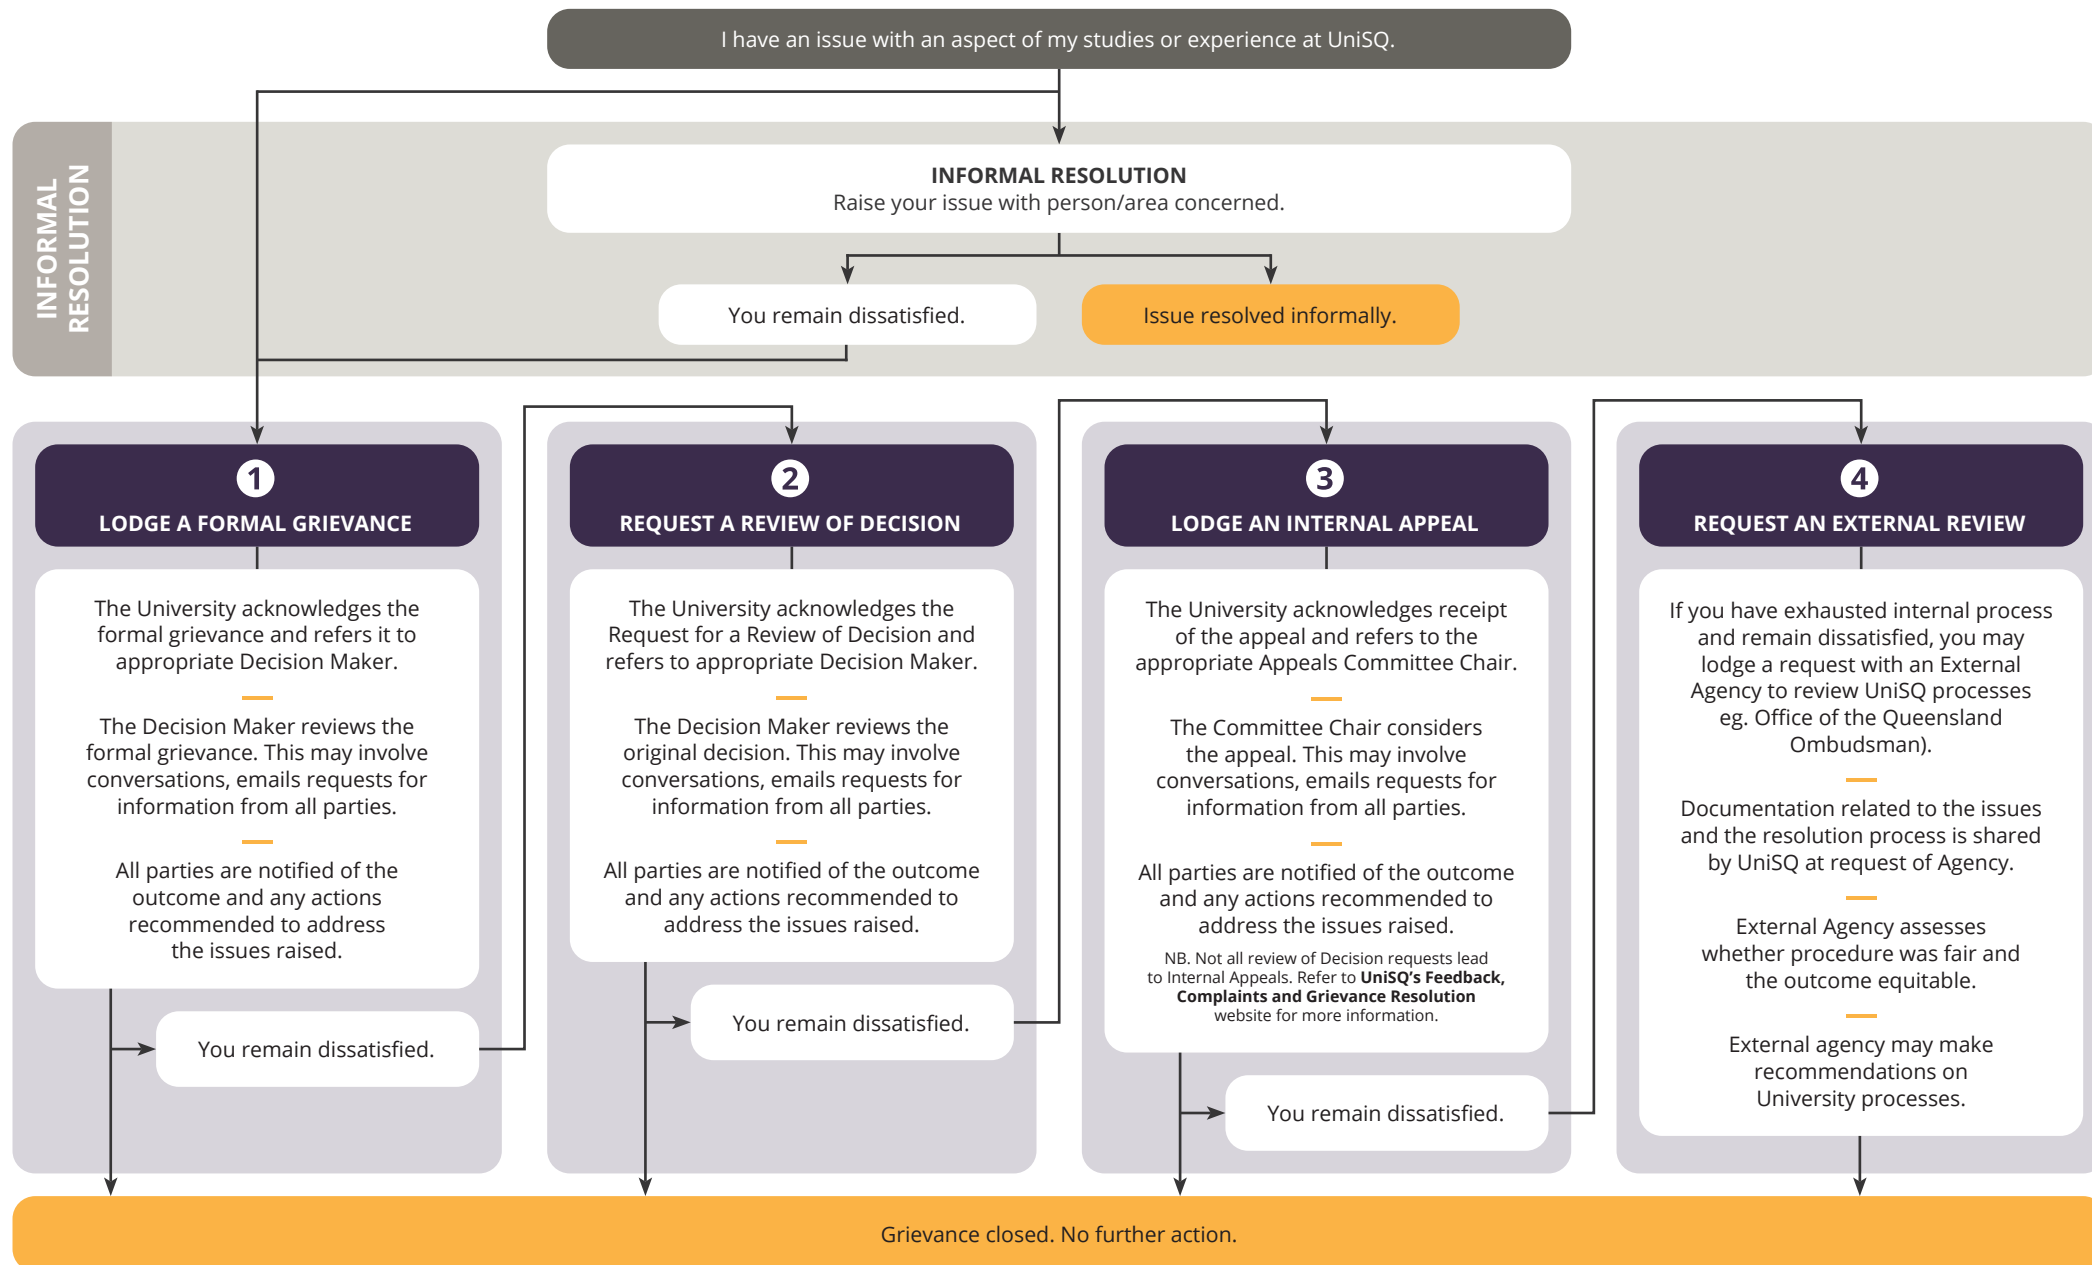 I have an issue with an aspect of my studies or experience at UniSQ.
INFORMAL
RESOLUTION
INFORMAL RESOLUTION
Raise your issue with person/area concerned.
You remain dissatisfied.
Issue resolved informally.
1
LODGE A FORMAL GRIEVANCE
The University acknowledges the
formal grievance and refers it to
appropriate Decision Maker.
The Decision Maker reviews the
formal grievance. This may involve
conversations, emails requests for
information from all parties.
All parties are notified of the
outcome and any actions
recommended to address
the issues raised.
You remain dissatisfied.
2
REQUEST A REVIEW OF DECISION
The University acknowledges the
Request for a Review of Decision and
refers to appropriate Decision Maker.
The Decision Maker reviews the
original decision. This may involve
conversations, emails requests for
information from all parties.
All parties are notified of the outcome
and any actions recommended to
address the issues raised.
You remain dissatisfied.
3
LODGE AN INTERNAL APPEAL
The University acknowledges receipt
of the appeal and refers to the
appropriate Appeals Committee Chair.
The Committee Chair considers
the appeal. This may involve
conversations, emails requests for
information from all parties.
All parties are notified of the outcome
and any actions recommended to
address the issues raised.
NB. Not all review of Decision requests lead
to Internal Appeals. Refer to UniSQ's Feedback,
Complaints and Grievance Resolution
website for more information.
You remain dissatisfied.
4
REQUEST AN EXTERNAL REVIEW
If you have exhausted internal process
and remain dissatisfied, you may
lodge a request with an External
Agency to review UniSQ processes
eg. Office of the Queensland
Ombudsman).
Documentation related to the issues
and the resolution process is shared
by UniSQ at request of Agency.
External Agency assesses
whether procedure was fair and
the outcome equitable.
External agency may make
recommendations on
University processes.
Grievance closed. No further action.